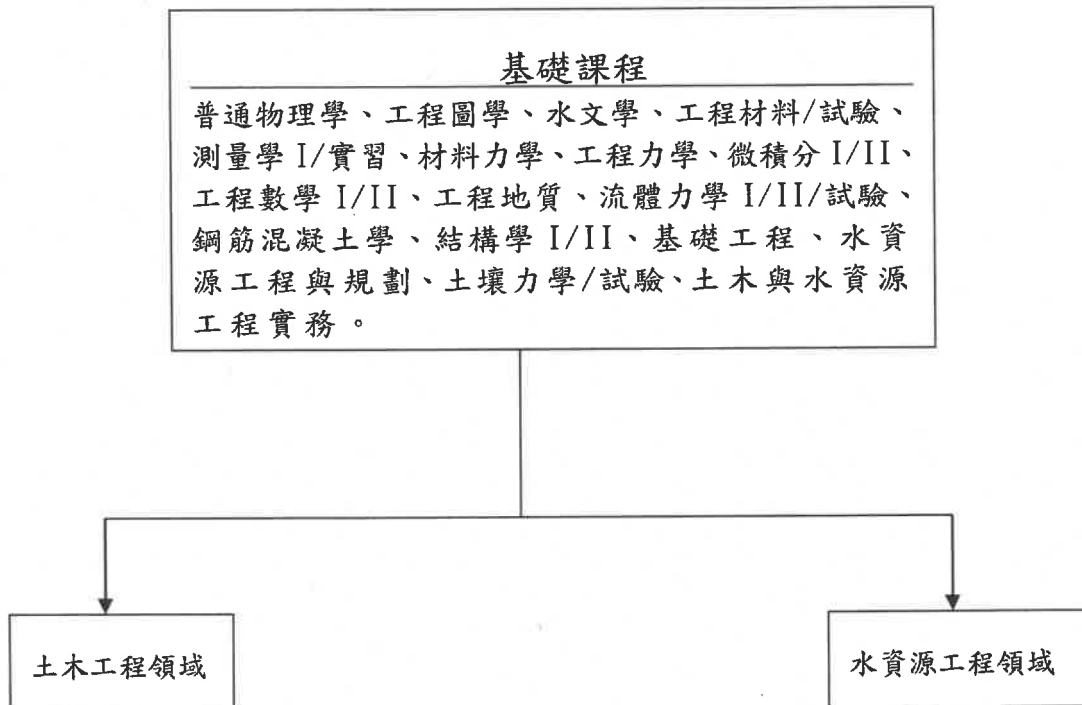 基礎課程
普通物理學、工程圖學、水文學、工程材料/試驗、
測量學 I/實習、材料力學、工程力學、微積分 I/II、
工程數學 I/II、工程地質、流體力學 I/II/試驗、
鋼筋混凝土學、結構學 I/II、基礎工程、水資
源工程與規劃、土壤力學/試驗、土木與水資源
工程實務。
土木工程領域
水資源工程領域